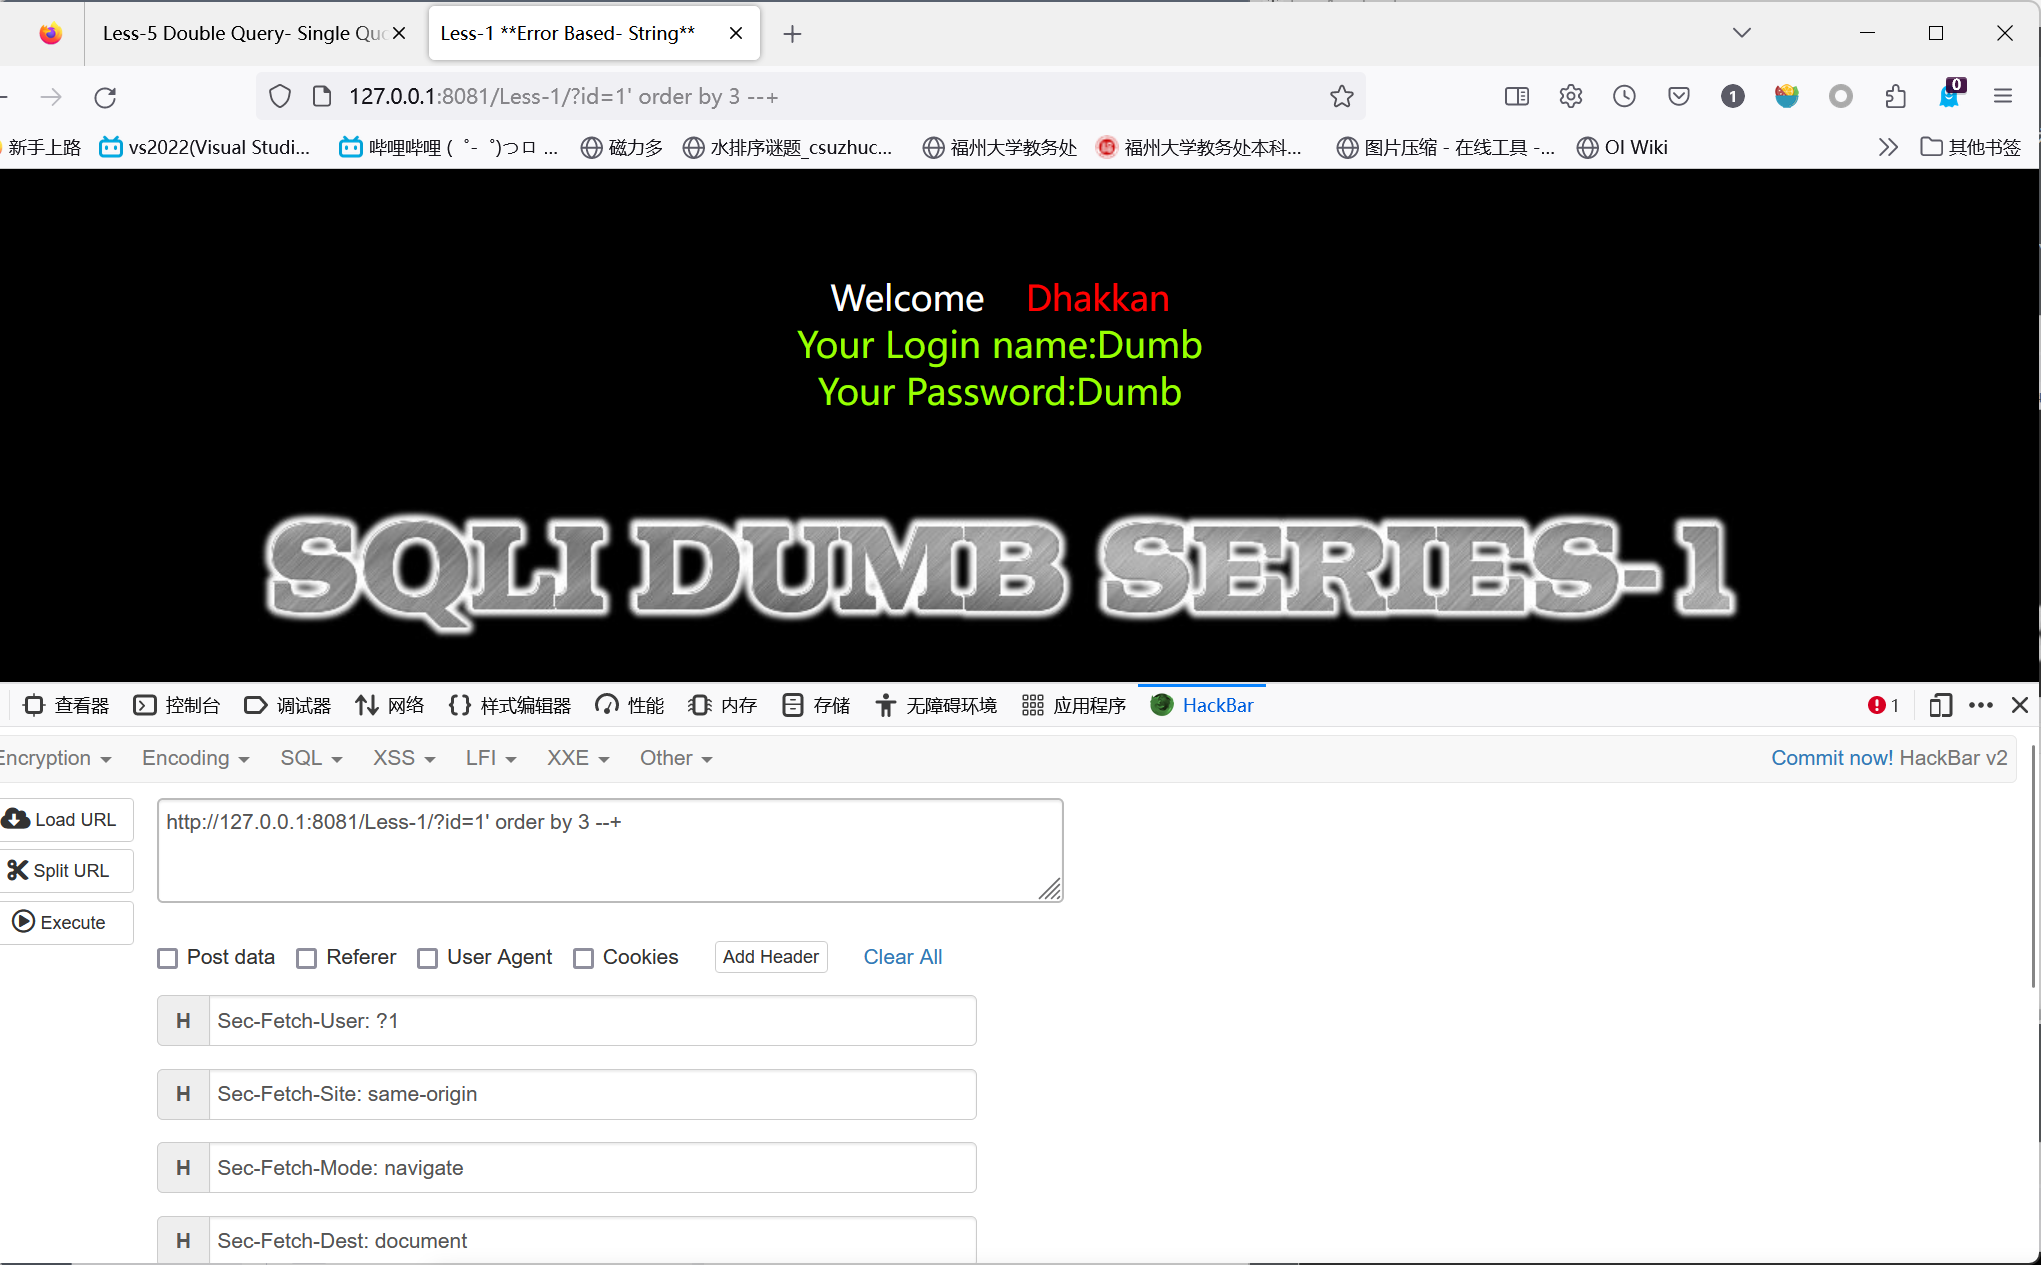 Less-5 Double Query- Single Quo
Less-1 **Error Based- String**
127.0.0.1:8081/Less-1/?id=1' order by 3 --+
1
0
新手上路
vs2022(Visual Studi...
哔哩哔哩 (゜-゜)つロ ...
磁力多
水排序谜题_csuzhuc...
福州大学教务处
福州大学教务处本科...
图片压缩 - 在线工具 -...
OI Wiki
其他书签
Welcome Dhakkan
Your Login name:Dumb
Your Password:Dumb
SQLI DUMB SERIES-1
查看器
控制台
调试器
网络
样式编辑器
性能
内存
存储
无障碍环境
应用程序
HackBar
1
Encryption
Encoding
SQL
XSS
LFI
XXE
Other
Commit now! HackBar v2
Load URL
http://127.0.0.1:8081/Less-1/?id=1' order by 3 --+
Split URL
Execute
Post data
Referer
User Agent
Cookies
Add Header
Clear All
H Sec-Fetch-User: ?1
H Sec-Fetch-Site: same-origin
H Sec-Fetch-Mode: navigate
H Sec-Fetch-Dest: document